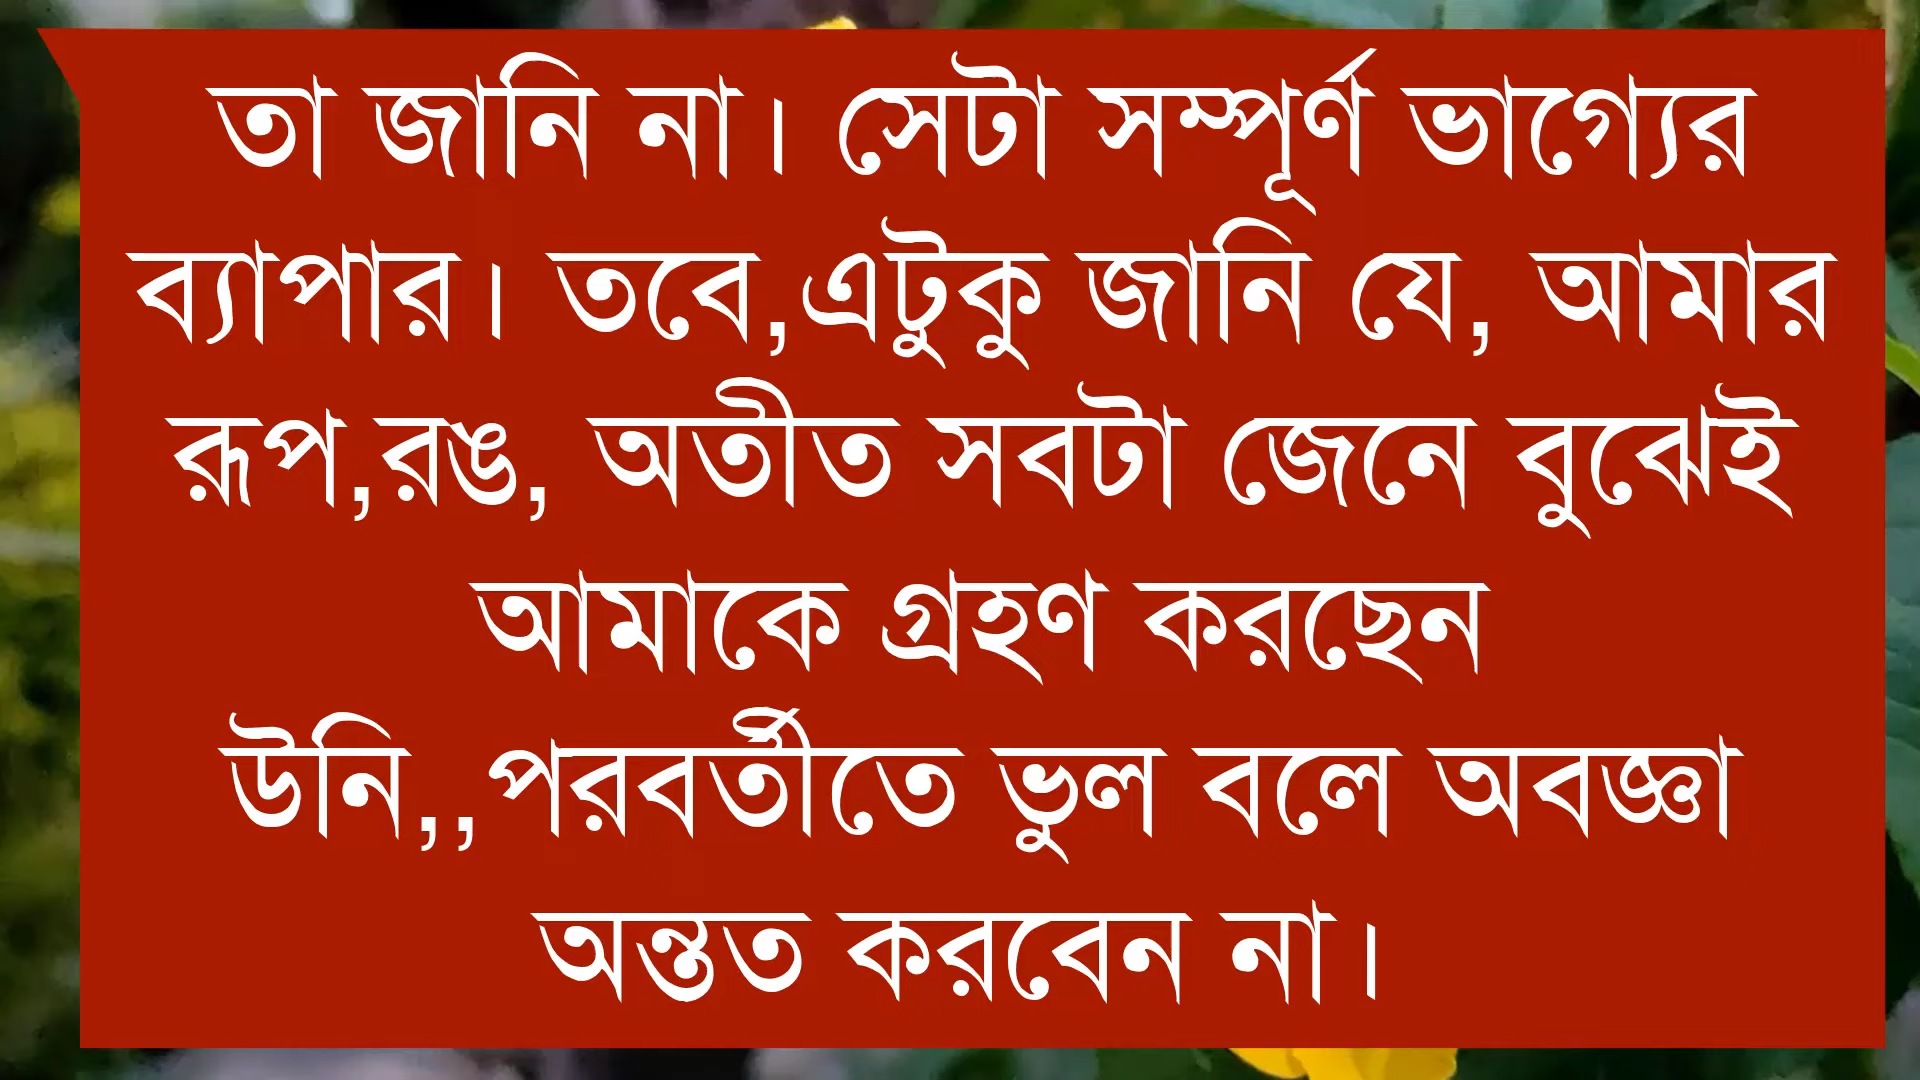 তা জানি না। সেটা সম্পূর্ণ ভাগ্যের
ব্যাপার। তবে,এটুকু জানি যে, আমার
রূপ,রঙ, অতীত সবটা জেনে বুঝেই
আমাকে গ্রহণ করছেন
উনি,,পরবর্তীতে ভুল বলে অবজ্ঞা
অন্তত করবেন না।